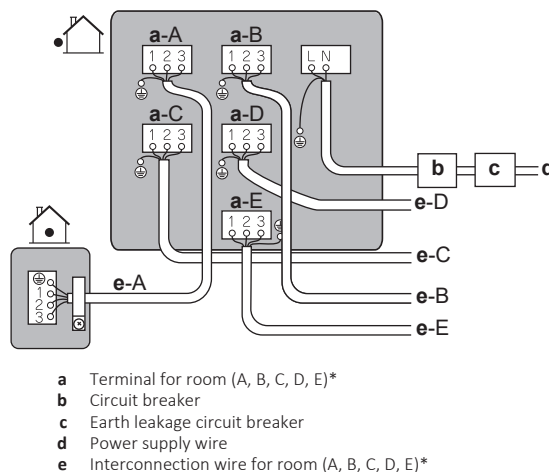 a-A a-B
1 2 3 1 2 3 L N
a-C a-D
1 2 3 1 2 3
b c d
e-D
a-E
1 2 3
e-C
e-A
e-B
1
2
3
e-E
a Terminal for room (A, B, C, D, E)*
b Circuit breaker
c Earth leakage circuit breaker
d Power supply wire
e Interconnection wire for room (A, B, C, D, E)*